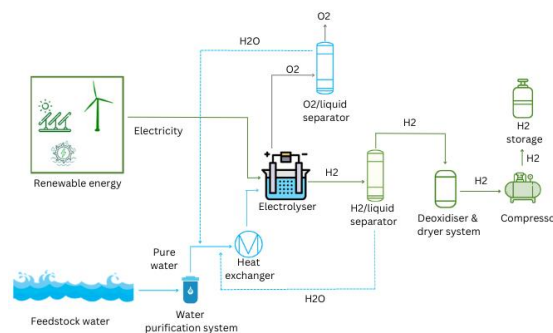 O2
H2O
O2
O2/liquid
separator
Electricity
Renewable energy
+
-
H2
H2
storage
H2
H2
H2
Electrolyser
H2/liquid
separator
Deoxidiser &
dryer system
Compresso
Pure
water
Heat
exchanger
H2O
Feedstock water
Water
purification system